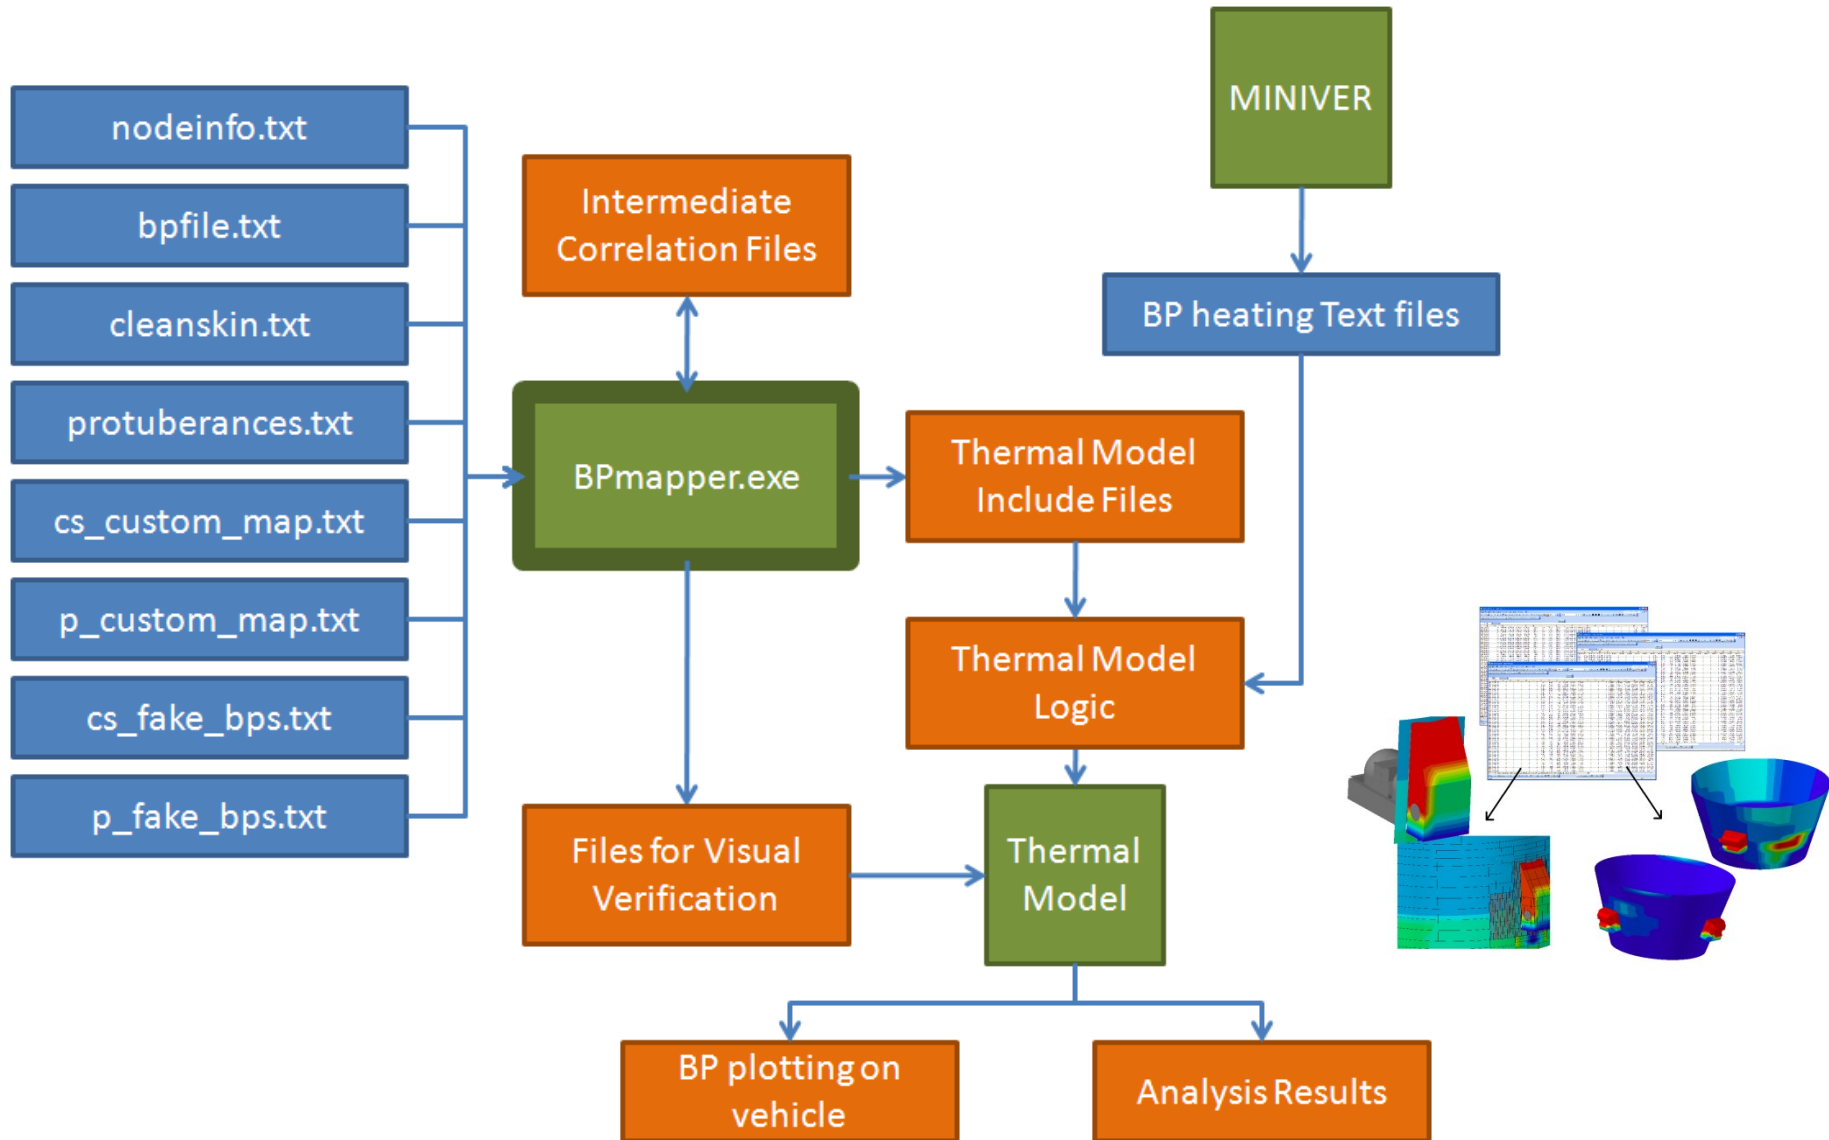 MINIVER
nodeinfo.txt
bpfile.txt
cleanskin.txt
protuberances.txt
cs_custom_map.txt
p_custom_map.txt
cs_fake_bps.txt
p_fake_bps.txt
Intermediate
Correlation Files
BP heating Text files
BPmapper.exe
Thermal Model
Include Files
Thermal Model
Logic
Files for Visual
Verification
Thermal
Model
BP plotting on
vehicle
Analysis Results